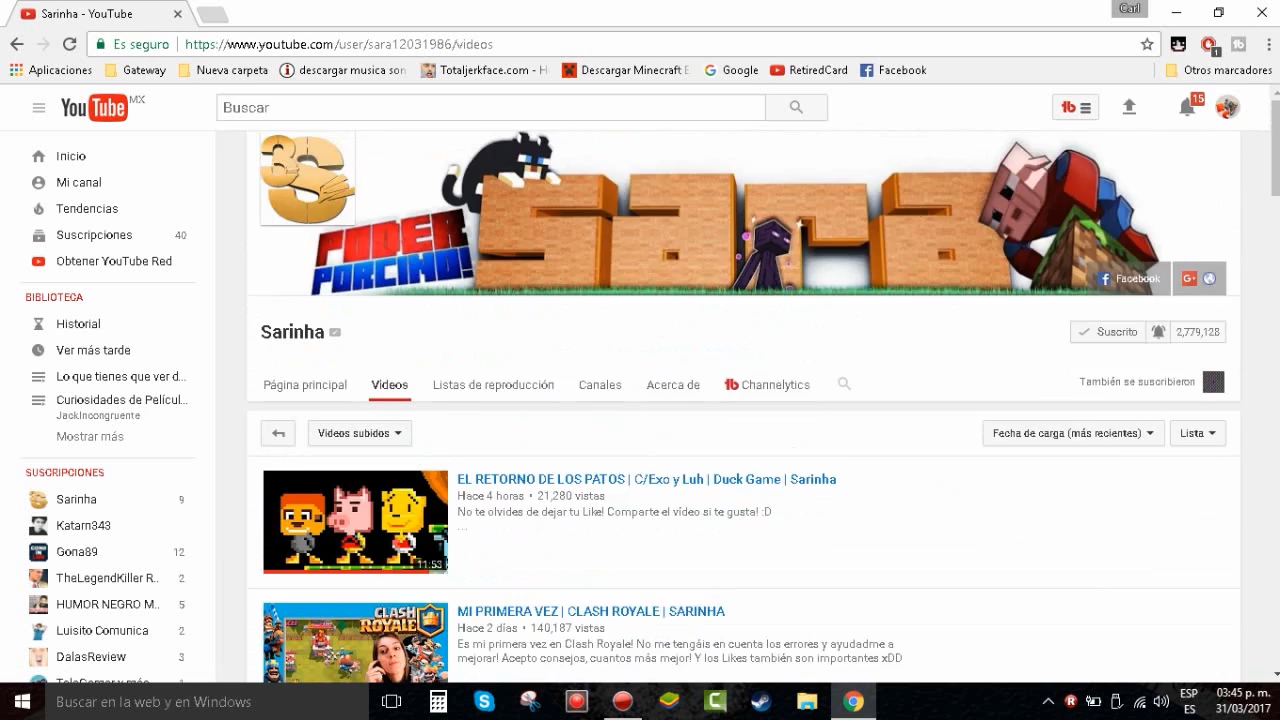 Sarinha - YouTube
Carl
Es seguro
https://www.youtube.com/user/sara12031986/videos
1
Aplicaciones
Gateway
Nueva carpeta
descargar musica son
Totaljerkface.com - H
Descargar Minecraft E
Google
RetiredCard
Facebook
Otros marcadores
YouTube MX
Buscar
15
Inicio
Mi canal
Tendencias
Suscripciones 40
Obtener YouTube Red
BIBLIOTECA
Historial
Ver más tarde
Lo que tienes que ver d...
Curiosidades de Películ...
JackIncongruente
Mostrar más
SUSCRIPCIONES
Sarinha 9
Katarn343
Gona89 12
TheLegendKiller R.. 2
HUMOR NEGRO M.. 5
Luisito Comunica 2
DalasReview 3
S
PODER
PORCINO!
sara
Facebook
G+
Sarinha
Suscrito
2,779,128
Página principal
Videos
Listas de reproducción
Canales
Acerca de
Channelytics
También se suscribieron
Videos subidos
Fecha de carga (más recientes)
Lista
11:53
EL RETORNO DE LOS PATOS | C/Exo y Luh | Duck Game | Sarinha
Hace 4 horas • 21,280 vistas
No te olvides de dejar tu Like! Comparte el vídeo si te gusta! :D
...
CLASH
ROYALE
MI PRIMERA VEZ | CLASH ROYALE | SARINHA
Hace 2 días • 140,187 vistas
Es mi primera vez en Clash Royale! No me tengáis en cuenta los errores y ayudadme a
mejorar! Acepto consejos, cuantos más mejor! Y los Likes también son importantes xDD
Buscar en la web y en Windows
ESP
ES
03:45 p. m.
31/03/2017